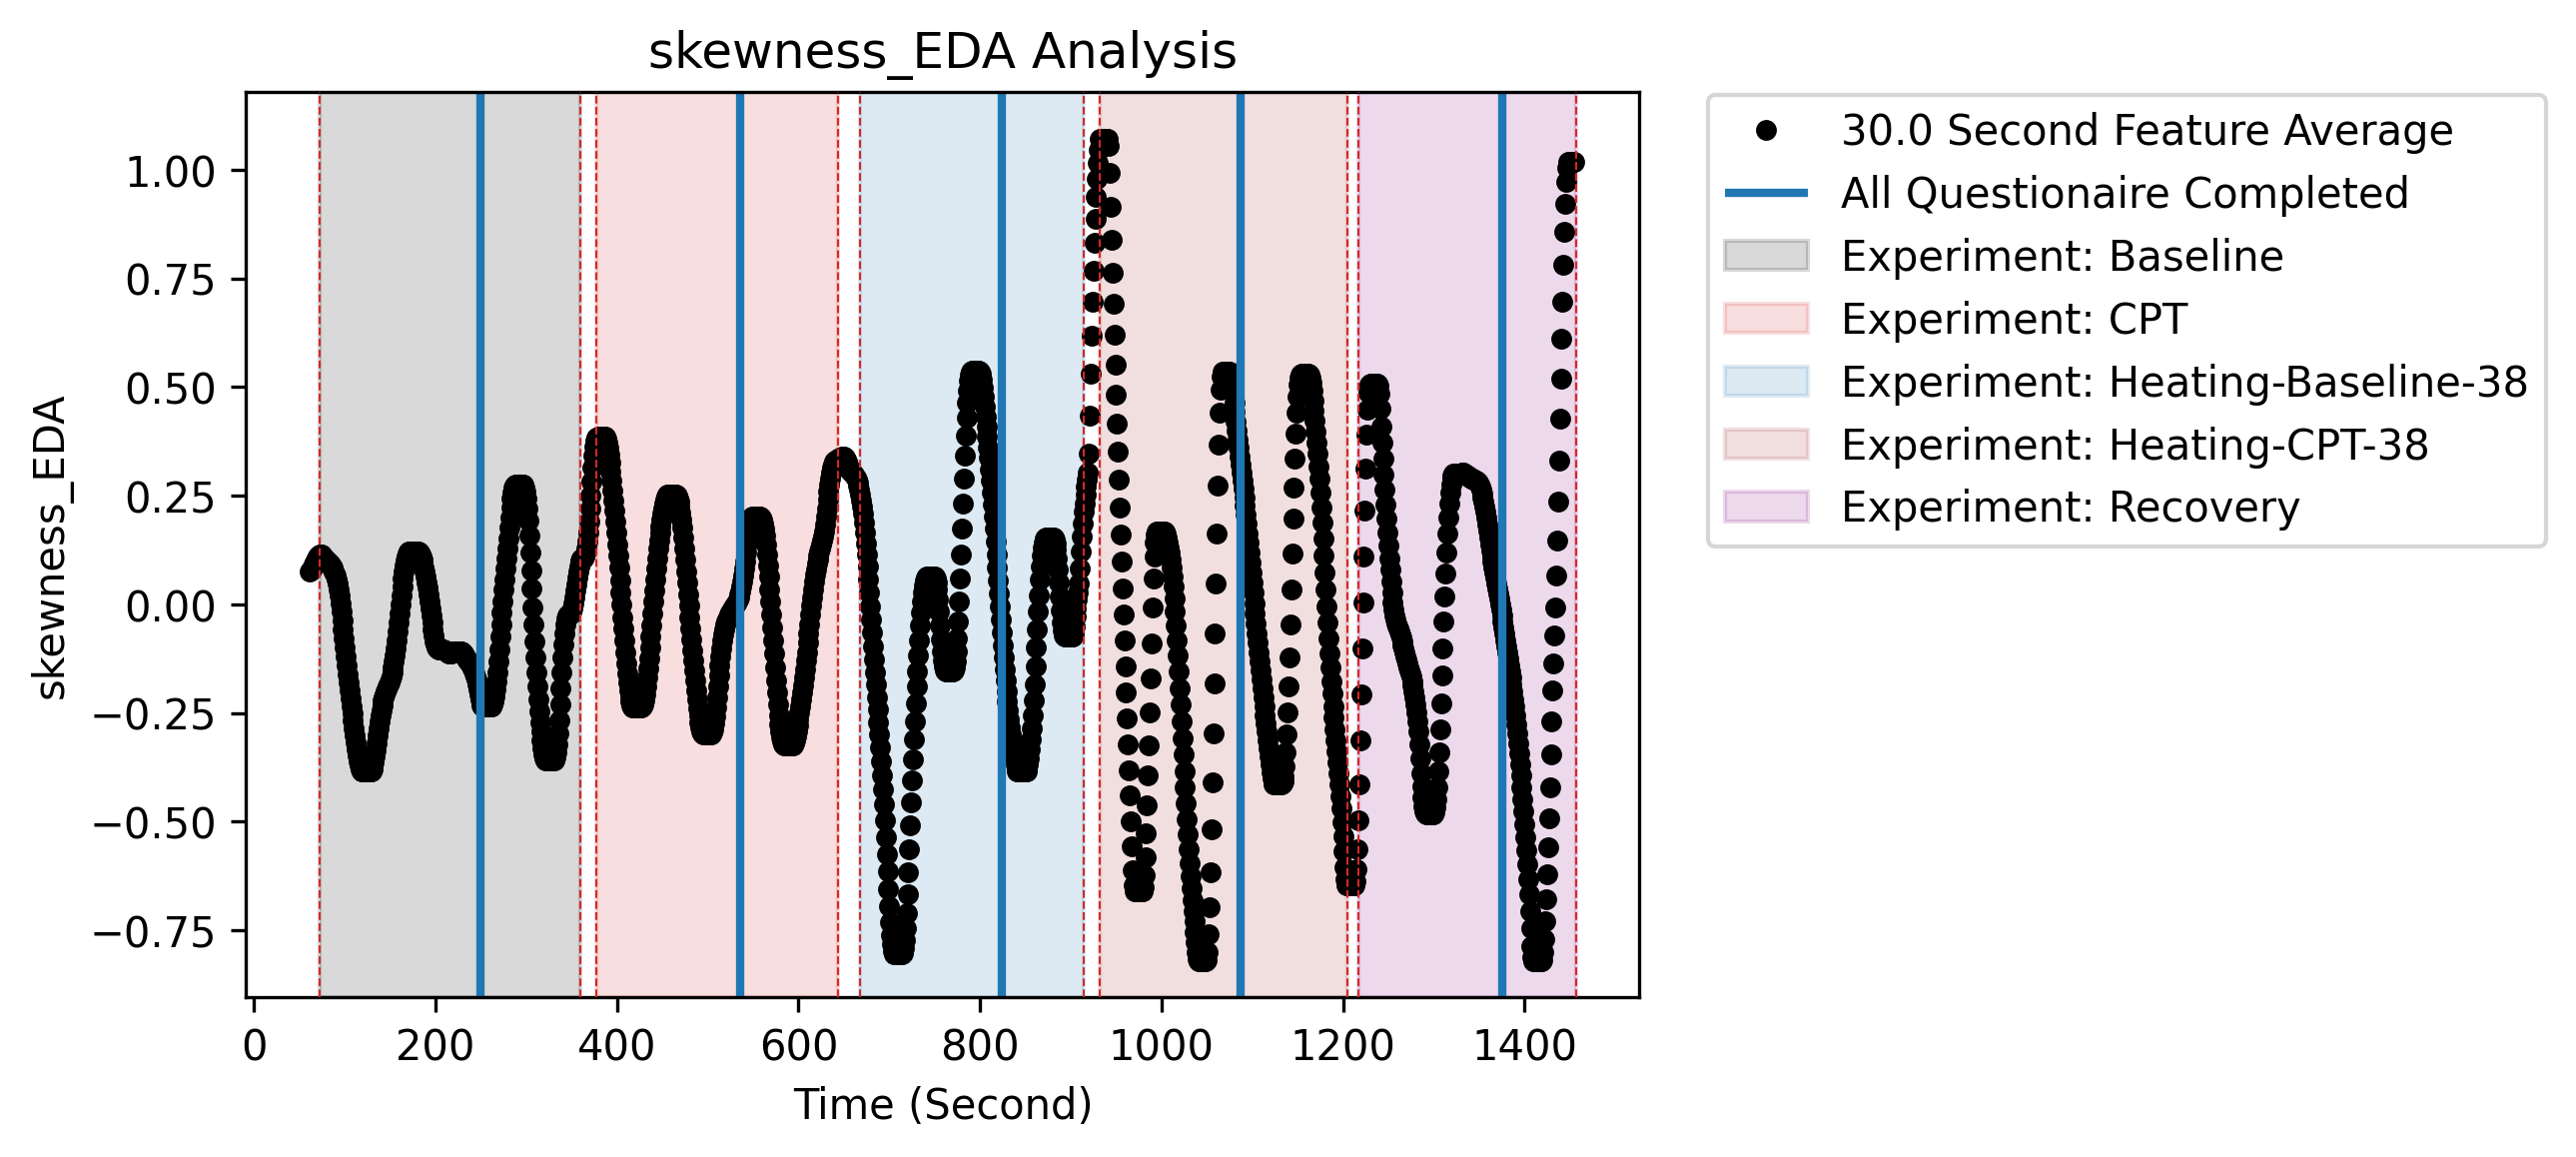 skewness_EDA Analysis
skewness_EDA
1.00
0.75
0.50
0.25
0.00
−0.25
−0.50
−0.75
0 200 400 600 800 1000 1200 1400
Time (Second)
30.0 Second Feature Average
All Questionaire Completed
Experiment: Baseline
Experiment: CPT
Experiment: Heating-Baseline-38
Experiment: Heating-CPT-38
Experiment: Recovery